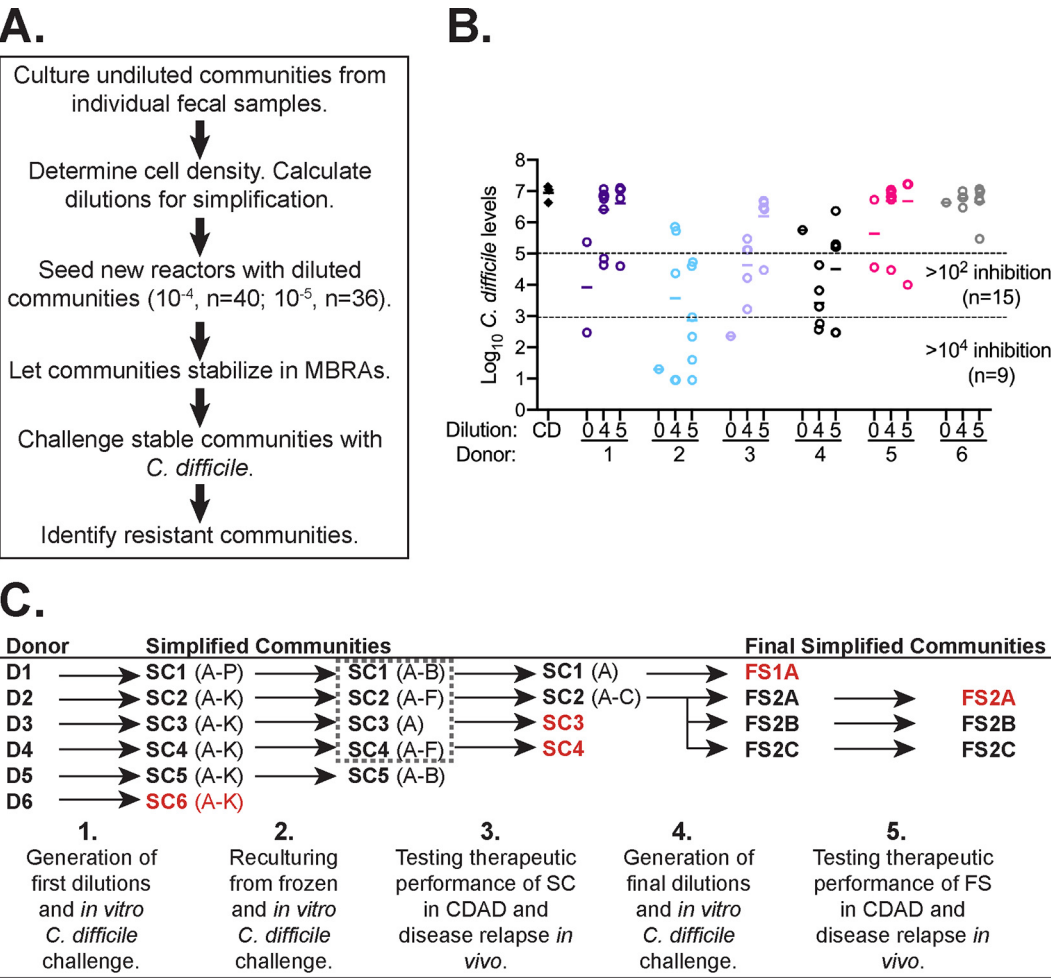 A.
Culture undiluted communities from
individual fecal samples.
Determine cell density. Calculate
dilutions for simplification.
Seed new reactors with diluted
communities (10-4, n=40; 10-5, n=36).
Let communities stabilize in MBRAs.
Challenge stable communities with
C. difficile.
Identify resistant communities.
B.
Log10 C. difficile levels
8
7
6
5
4
3
2
1
0
>102 inhibition
(n=15)
>104 inhibition
(n=9)
Dilution: CD 0 4 5 0 4 5 0 4 5 0 4 5 0 4 5 0 4 5
Donor: 1 2 3 4 5 6
C.
Donor Simplified Communities Final Simplified Communities
D1 SC1 (A-P) SC1 (A-B) SC1 (A) FS1A
D2 SC2 (A-K) SC2 (A-F) SC2 (A-C) FS2A FS2A
D3 SC3 (A-K) SC3 (A) SC3 FS2B FS2B
D4 SC4 (A-K) SC4 (A-F) SC4 FS2C FS2C
D5 SC5 (A-K) SC5 (A-B)
D6 SC6 (A-K)
1.
Generation of
first dilutions
and in vitro
C. difficile
challenge.
2.
Reculturing
from frozen
and in vitro
C. difficile
challenge.
3.
Testing therapeutic
performance of SC
in CDAD and
disease relapse in
vivo.
4.
Generation of
final dilutions
and in vitro
C. difficile
challenge.
5.
Testing therapeutic
performance of FS
in CDAD and
disease relapse in
vivo.